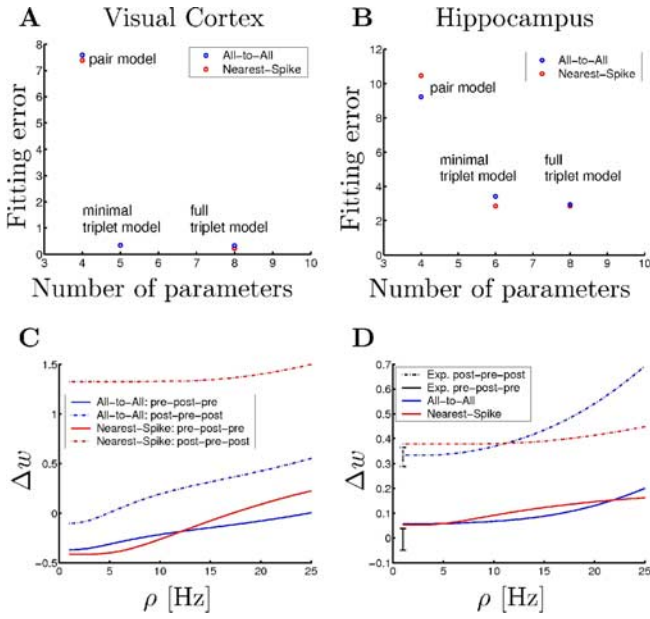 A Visual Cortex
8
7
6
5
4
3
2
1
0
Fitting error
pair model
All-to-All
Nearest-Spike
minimal
triplet model
full
triplet model
3 4 5 6 7 8 9 10
Number of parameters
B Hippocampus
12
10
8
6
4
2
0
Fitting error
All-to-All
Nearest-Spike
pair model
minimal
triplet model
full
triplet model
3 4 5 6 7 8 9 10
Number of parameters
C
1.5
1
0.5
0
-0.5
Δw
All-to-All: pre-post-pre
All-to-All: post-pre-post
Nearest-Spike: pre-post-pre
Nearest-Spike: post-pre-post
0 5 10 15 20 25
ρ [Hz]
D
0.7
0.6
0.5
0.4
0.3
0.2
0.1
0
-0.1
Δw
Exp. post-pre-post
Exp. pre-post-pre
All-to-All
Nearest-Spike
0 5 10 15 20 25
ρ [Hz]